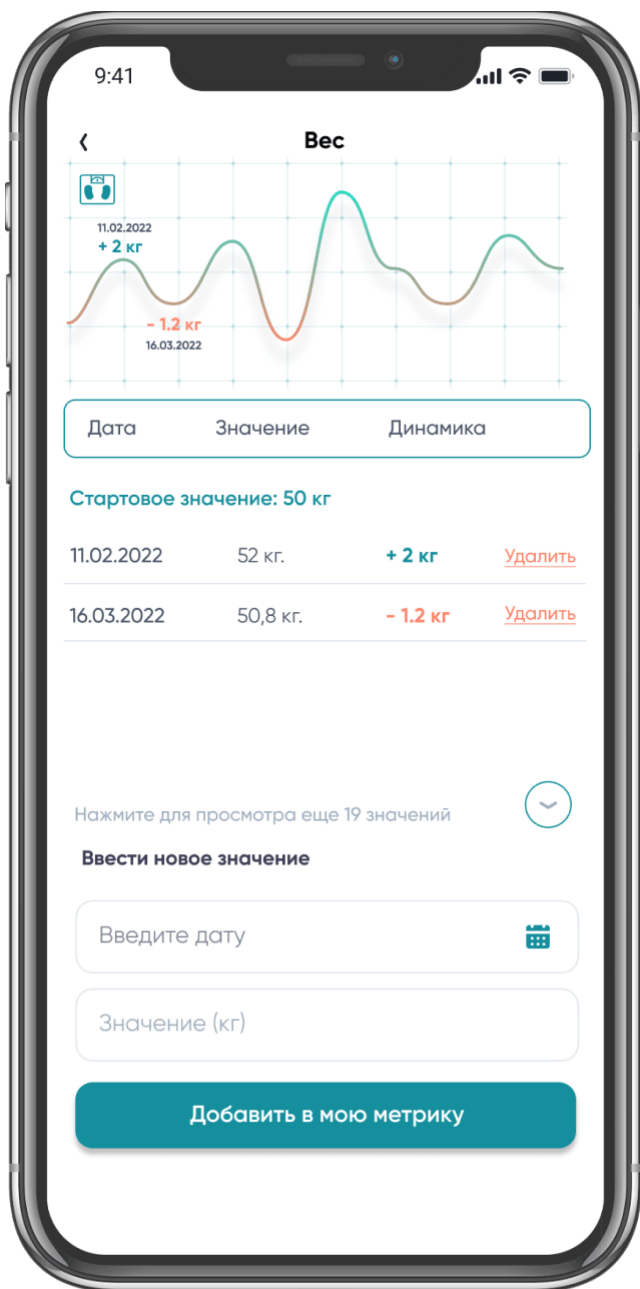 9:41
Вес
11.02.2022
+ 2 кг
- 1.2 кг
16.03.2022
Дата Значение Динамика
Стартовое значение: 50 кг
11.02.2022 52 кг. + 2 кг Удалить
16.03.2022 50,8 кг. - 1.2 кг Удалить
Нажмите для просмотра еще 19 значений
Ввести новое значение
Введите дату
Значение (кг)
Добавить в мою метрику